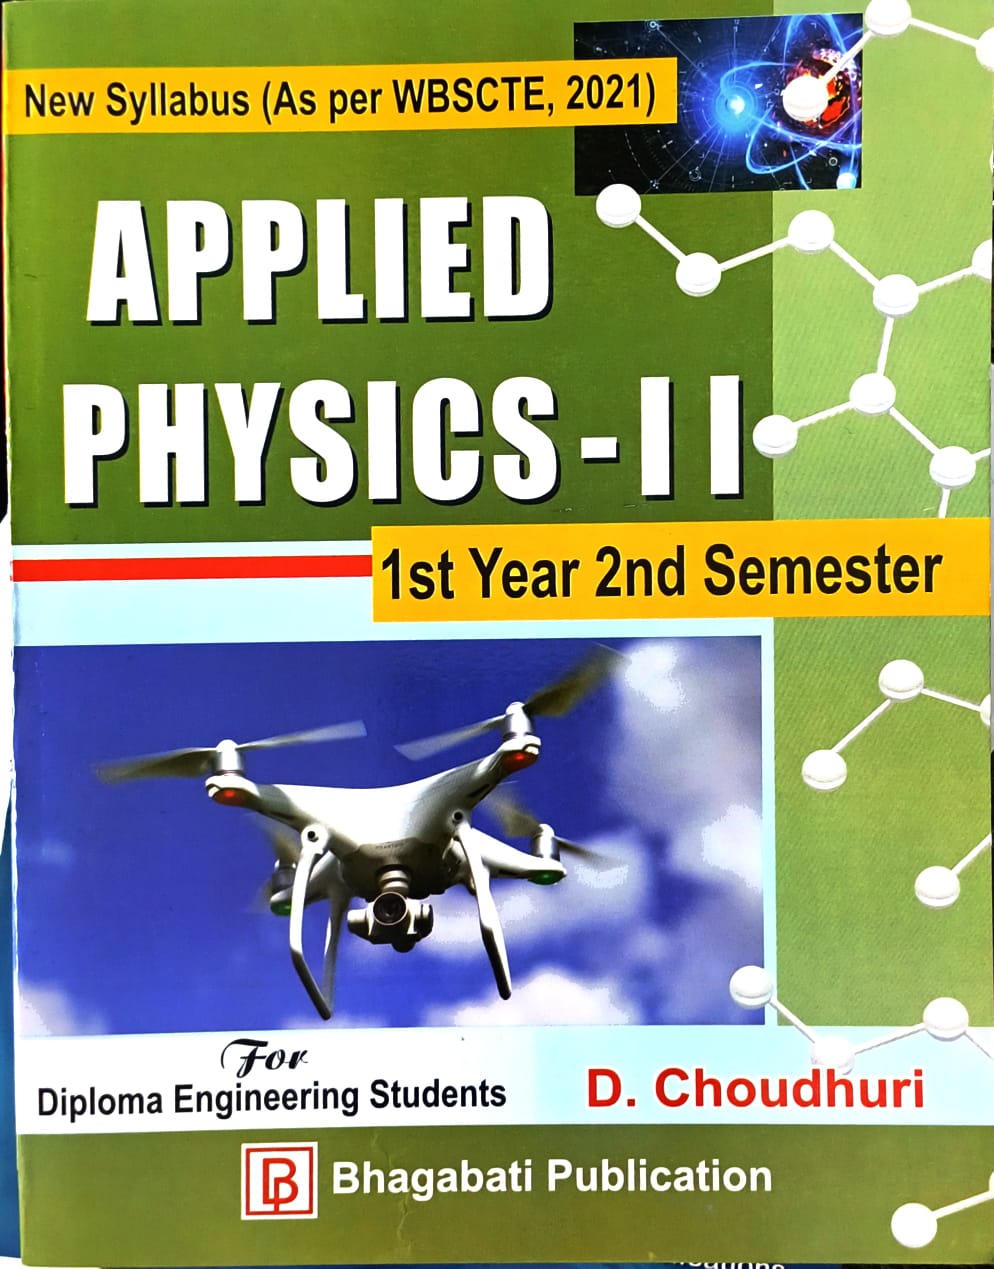 New Syllabus (As per WBSCTE, 2021)
APPLIED
PHYSICS - I I
1st Year 2nd Semester
For
Diploma Engineering Students
D. Choudhuri
BP
Bhagabati Publication